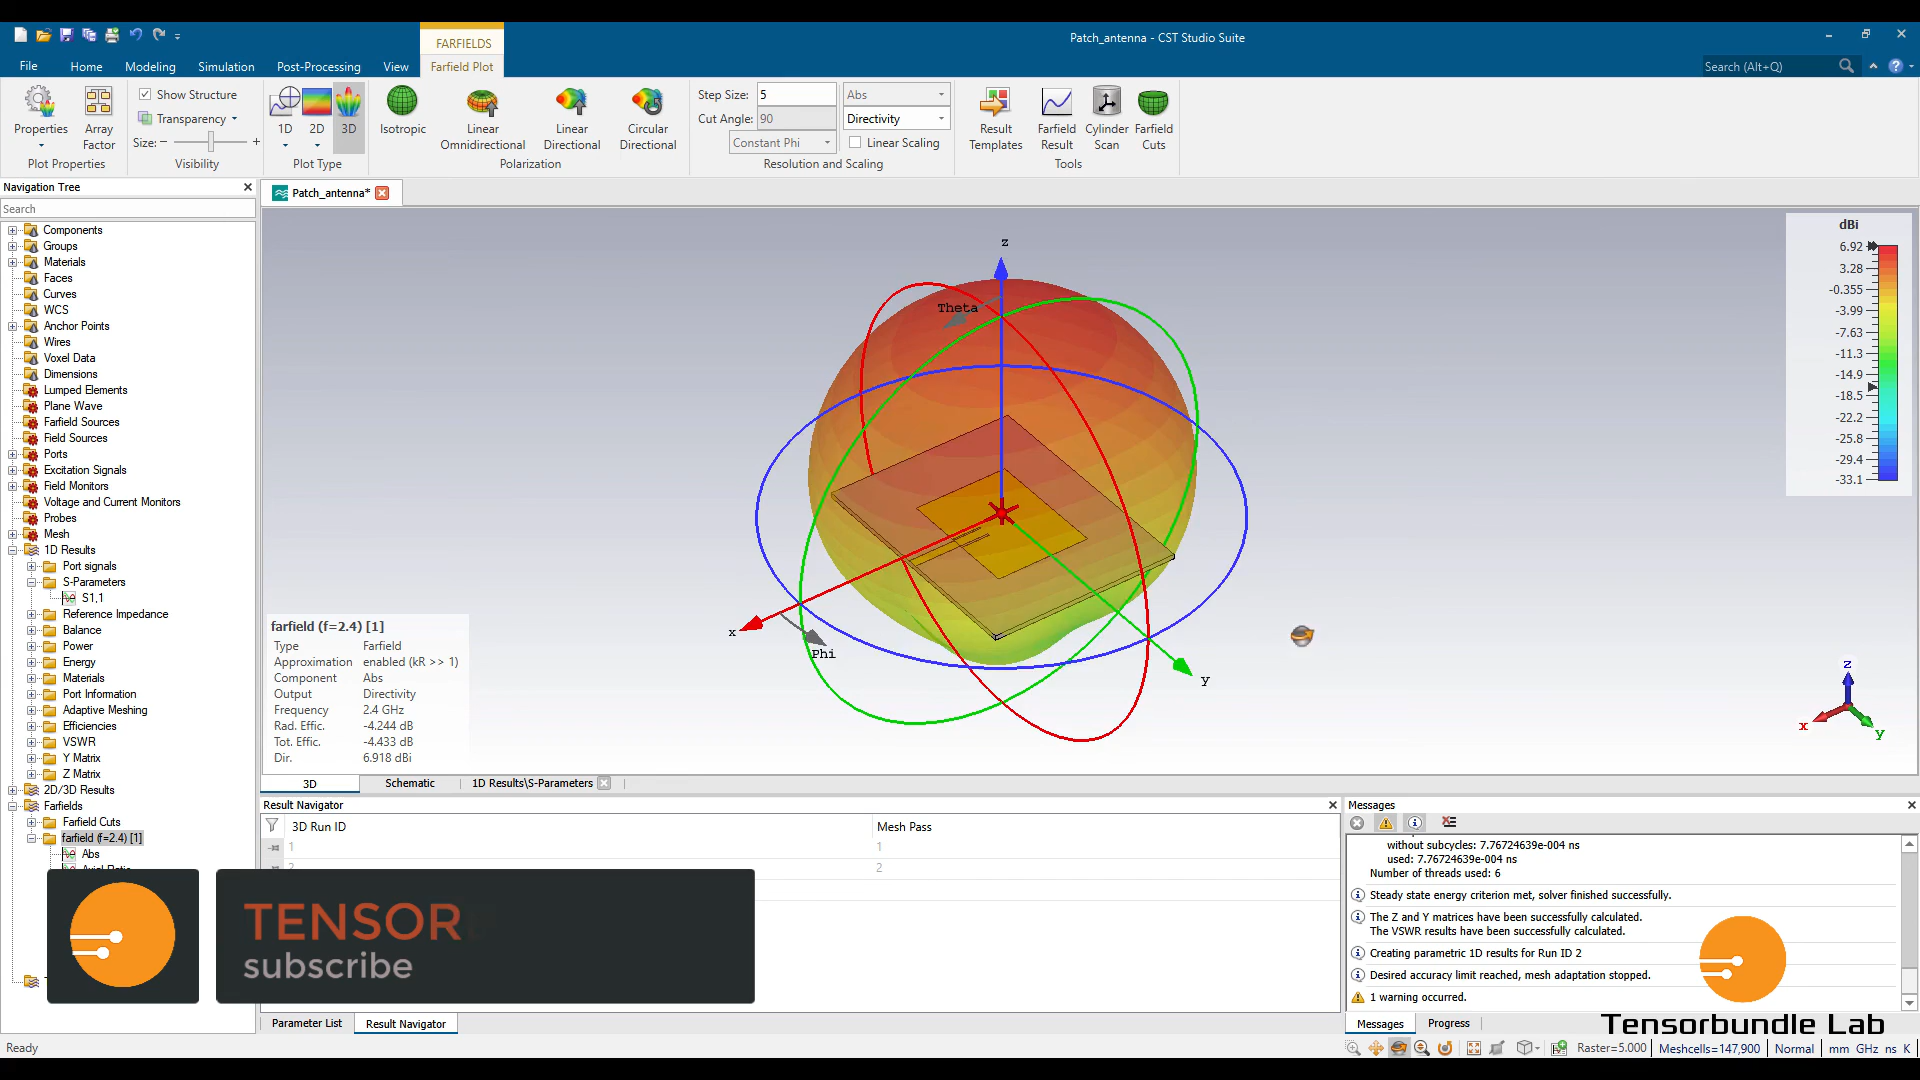 Patch_antenna - CST Studio Suite
FARFIELDS
File Home Modeling Simulation Post-Processing View Farfield Plot
Search (Alt+Q)
Properties
Array Factor
Plot Properties
Show Structure
Transparency
Size:
Visibility
1D 2D 3D
Plot Type
Isotropic
Linear Omnidirectional
Linear Directional
Circular Directional
Polarization
Step Size: 5 Abs
Cut Angle: 90 Directivity
Constant Phi Linear Scaling
Resolution and Scaling
Result Templates
Farfield Result
Cylinder Scan
Farfield Cuts
Tools
Navigation Tree
Search
Components
Groups
Materials
Faces
Curves
WCS
Anchor Points
Wires
Voxel Data
Dimensions
Lumped Elements
Plane Wave
Farfield Sources
Field Sources
Ports
Excitation Signals
Field Monitors
Voltage and Current Monitors
Probes
Mesh
1D Results
Port signals
S-Parameters
S1,1
Reference Impedance
Balance
Power
Energy
Materials
Port Information
Adaptive Meshing
Efficiencies
VSWR
Y Matrix
Z Matrix
2D/3D Results
Farfields
Farfield Cuts
farfield (f=2.4) [1]
Abs
Patch_antenna*
z
Theta
x
Phi
y
dBi
6.92
3.28
-0.355
-3.99
-7.63
-11.3
-14.9
-18.5
-22.2
-25.8
-29.4
-33.1
farfield (f=2.4) [1]
Type Farfield
Approximation enabled (kR >> 1)
Component Abs
Output Directivity
Frequency 2.4 GHz
Rad. Effic. -4.244 dB
Tot. Effic. -4.433 dB
Dir. 6.918 dBi
z
x
y
3D Schematic 1D Results\S-Parameters
Result Navigator
3D Run ID Mesh Pass
1 1
2 2
Parameter List Result Navigator
Messages
without subcycles: 7.76724639e-004 ns
used: 7.76724639e-004 ns
Number of threads used: 6
Steady state energy criterion met, solver finished successfully.
The Z and Y matrices have been successfully calculated.
The VSWR results have been successfully calculated.
Creating parametric 1D results for Run ID 2
Desired accuracy limit reached, mesh adaptation stopped.
1 warning occurred.
Messages Progress
TENSOR
subscribe
Tensorbundle Lab
Ready
Raster=5.000 Meshcells=147,900 Normal mm GHz ns K